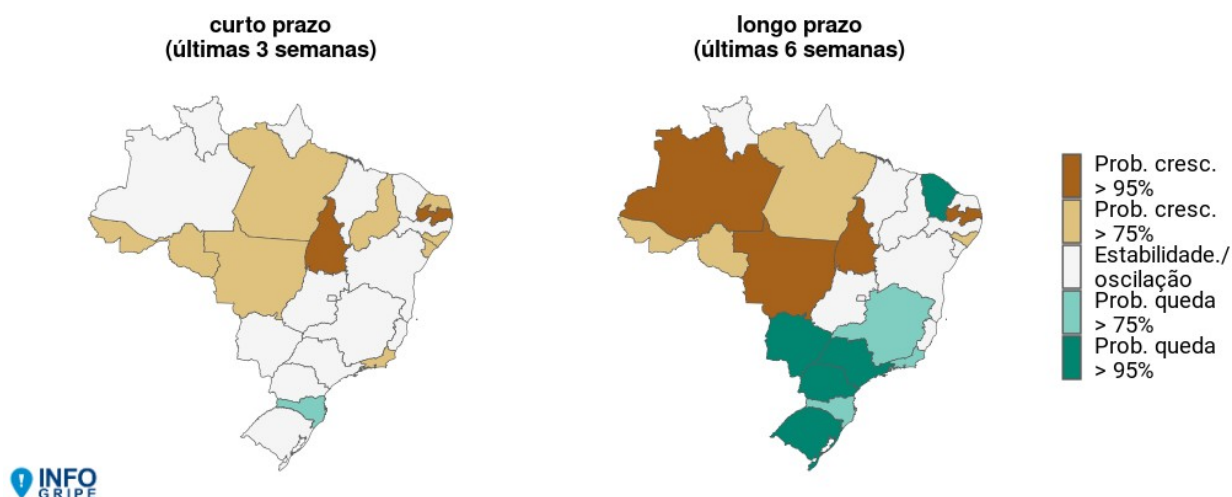 curto prazo
(últimas 3 semanas)
longo prazo
(últimas 6 semanas)
Prob. cresc.
> 95%
Prob. cresc.
> 75%
Estabilidade./
oscilação
Prob. queda
> 75%
Prob. queda
> 95%
INFO
GRIPE